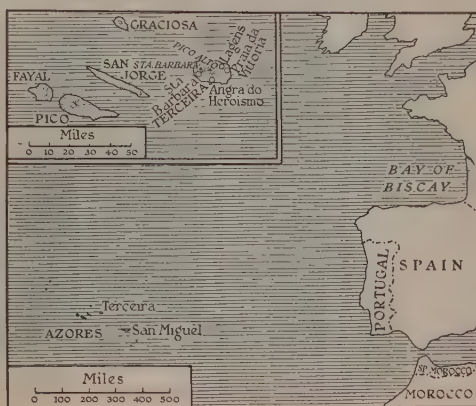 GRACIOSA
PICO ALTO
SAN
JORGE
STA. BARBARA
Lagens
Praia da
Vitoria
Sta
Barbara
TERCEIRA
FAYAL
Angra do
Heroismo
PICO
Miles
0 10 20 30 40 50
BAY OF
BISCAY
PORTUGAL
SPAIN
Terceira
AZORES
San Miguel
SP. MOROCCO
MOROCCO
Miles
0 100 200 300 400 500